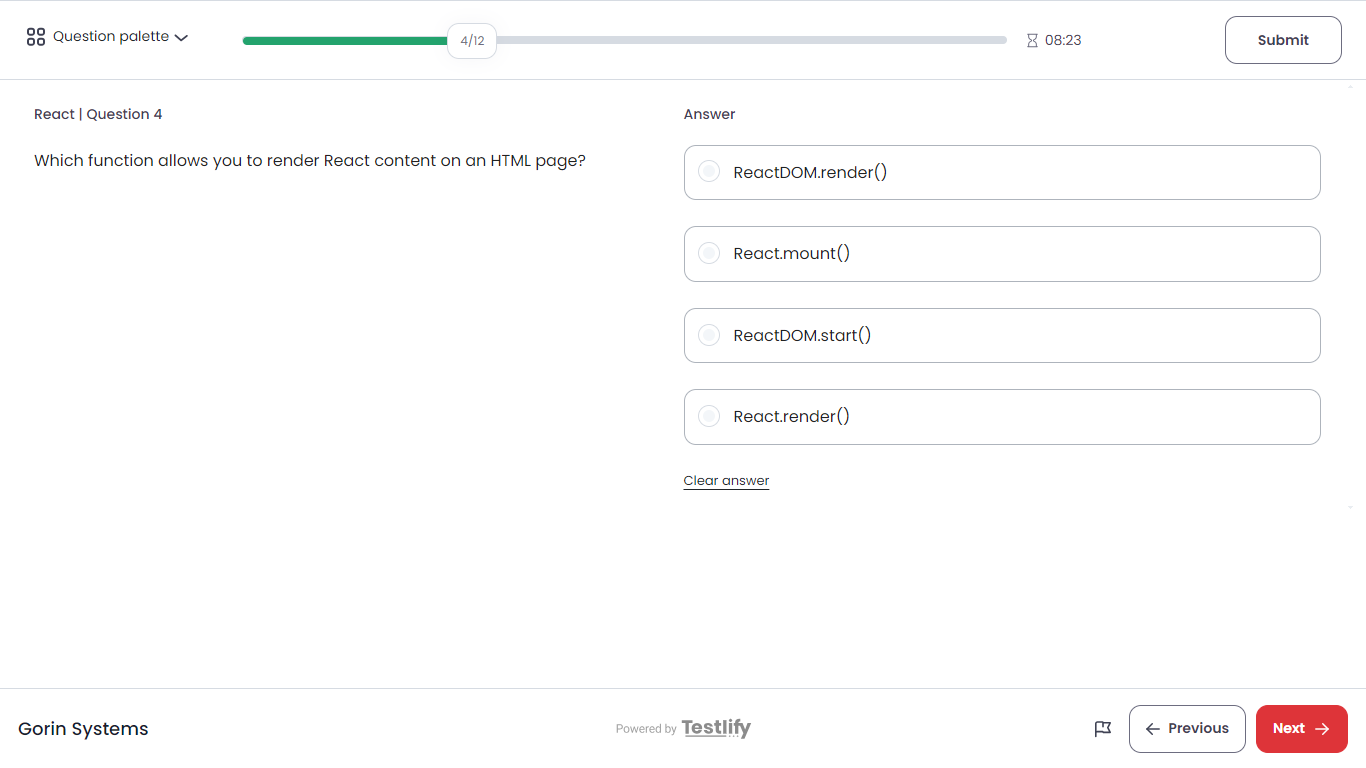 Question palette
4/12
08:23
Submit
React | Question 4
Which function allows you to render React content on an HTML page?
Answer
ReactDOM.render()
React.mount()
ReactDOM.start()
React.render()
Clear answer
Gorin Systems
Powered by Testlify
Previous
Next